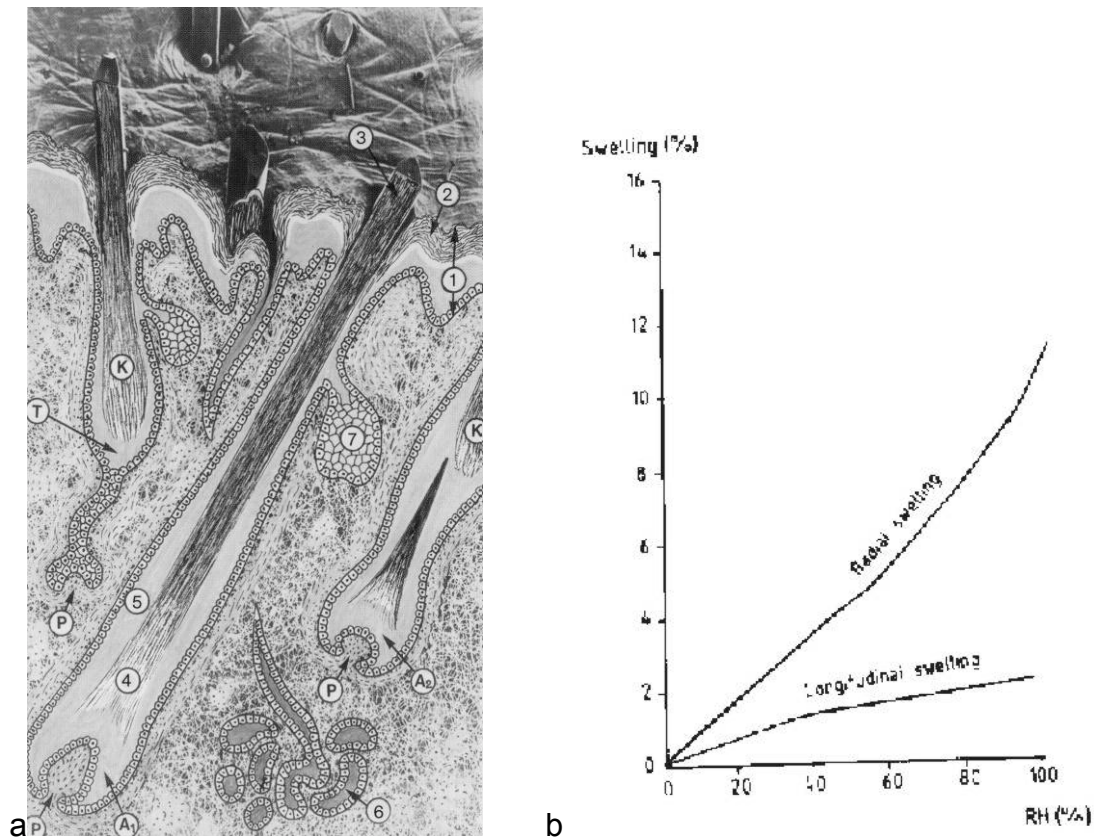 3
2
1
K
T
7
K
5
P
4
P
A₂
P
A₁
6
a
Swelling (%)
16
14
12
10
8
6
4
2
0
Radial swelling
Longitudinal swelling
0 20 40 60 80 100
RH (%)
b